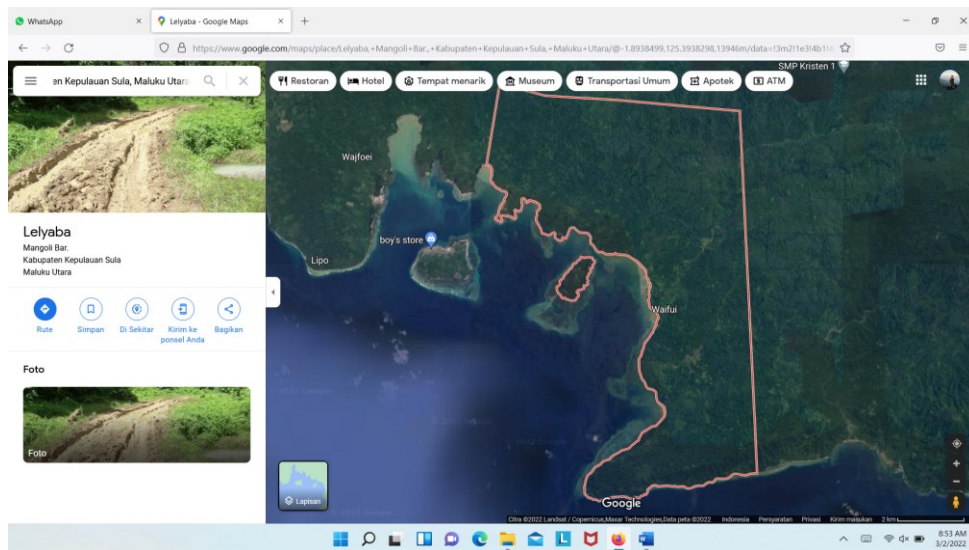 WhatsApp
Lelyaba - Google Maps
https://www.google.com/maps/place/Lelyaba,+Mangoli+Bar.,+Kabupaten+Kepulauan+Sula,+Maluku+Utara/@-1.8938499,125.3938298,13946m/data=!3m2!1e3!4b1!4
en Kepulauan Sula, Maluku Utar
Restoran
Hotel
Tempat menarik
Museum
Transportasi Umum
Apotek
ATM
SMP Kristen 1
Wajfoei
boy's store
Lipo
Waifui
Lelyaba
Mangoli Bar.
Kabupaten Kepulauan Sula
Maluku Utara
Rute
Simpan
Di Sekitar
Kirim ke
ponsel Anda
Bagikan
Foto
Foto
Lapisan
Google
Citra ©2022 Landsat / Copernicus,Maxar Technologies,Data peta ©2022 Indonesia Persyaratan Privasi Kirim masukan 2 km
8:53 AM
3/2/2022